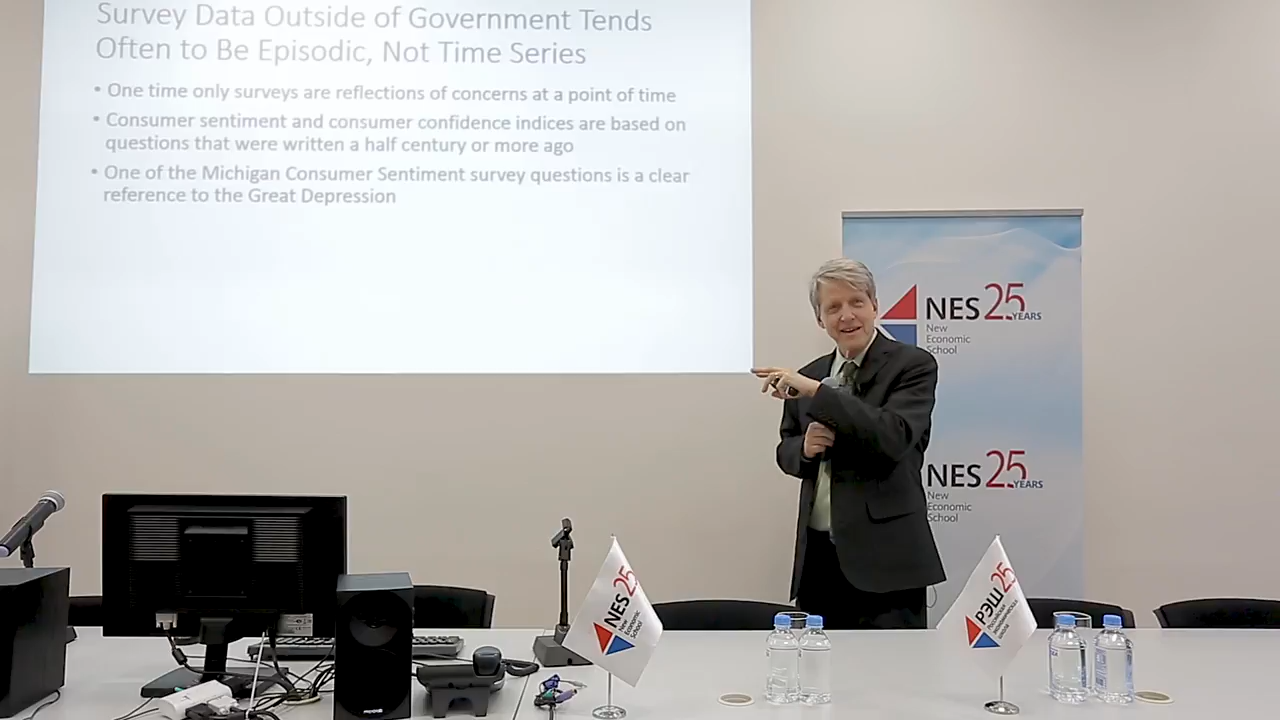 Survey Data Outside of Government Tends
Often to Be Episodic, Not Time Series
• One time only surveys are reflections of concerns at a point of time
• Consumer sentiment and consumer confidence indices are based on
questions that were written a half century or more ago
• One of the Michigan Consumer Sentiment survey questions is a clear
reference to the Great Depression
NES 25
YEARS
New
Economic
School
NES 25
YEARS
New
Economic
School
NES 25
New
Economic
School
РЭШ 25